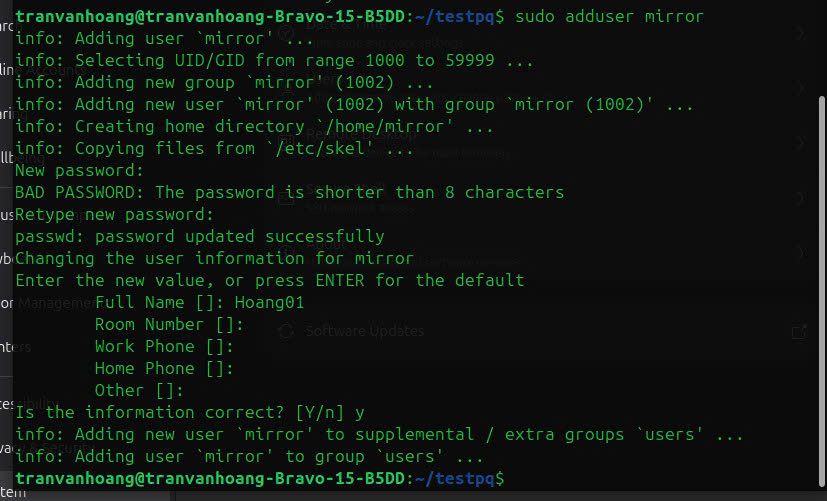 tranvanhoang@tranvanhoang-Bravo-15-B5DD:~/testpq$ sudo adduser mirror
info: Adding user `mirror' ...
info: Selecting UID/GID from range 1000 to 59999 ...
info: Adding new group `mirror' (1002) ...
info: Adding new user `mirror' (1002) with group `mirror (1002)' ...
info: Creating home directory `/home/mirror' ...
info: Copying files from `/etc/skel' ...
New password:
BAD PASSWORD: The password is shorter than 8 characters
Retype new password:
passwd: password updated successfully
Changing the user information for mirror
Enter the new value, or press ENTER for the default
Full Name []: Hoang01
Room Number []:
Software Updates
Work Phone []:
Home Phone []:
Other []:
Is the information correct? [Y/n] y
info: Adding new user `mirror' to supplemental / extra groups `users' ...
info: Adding user `mirror' to group `users' ...
tranvanhoang@tranvanhoang-Bravo-15-B5DD:~/testpq$